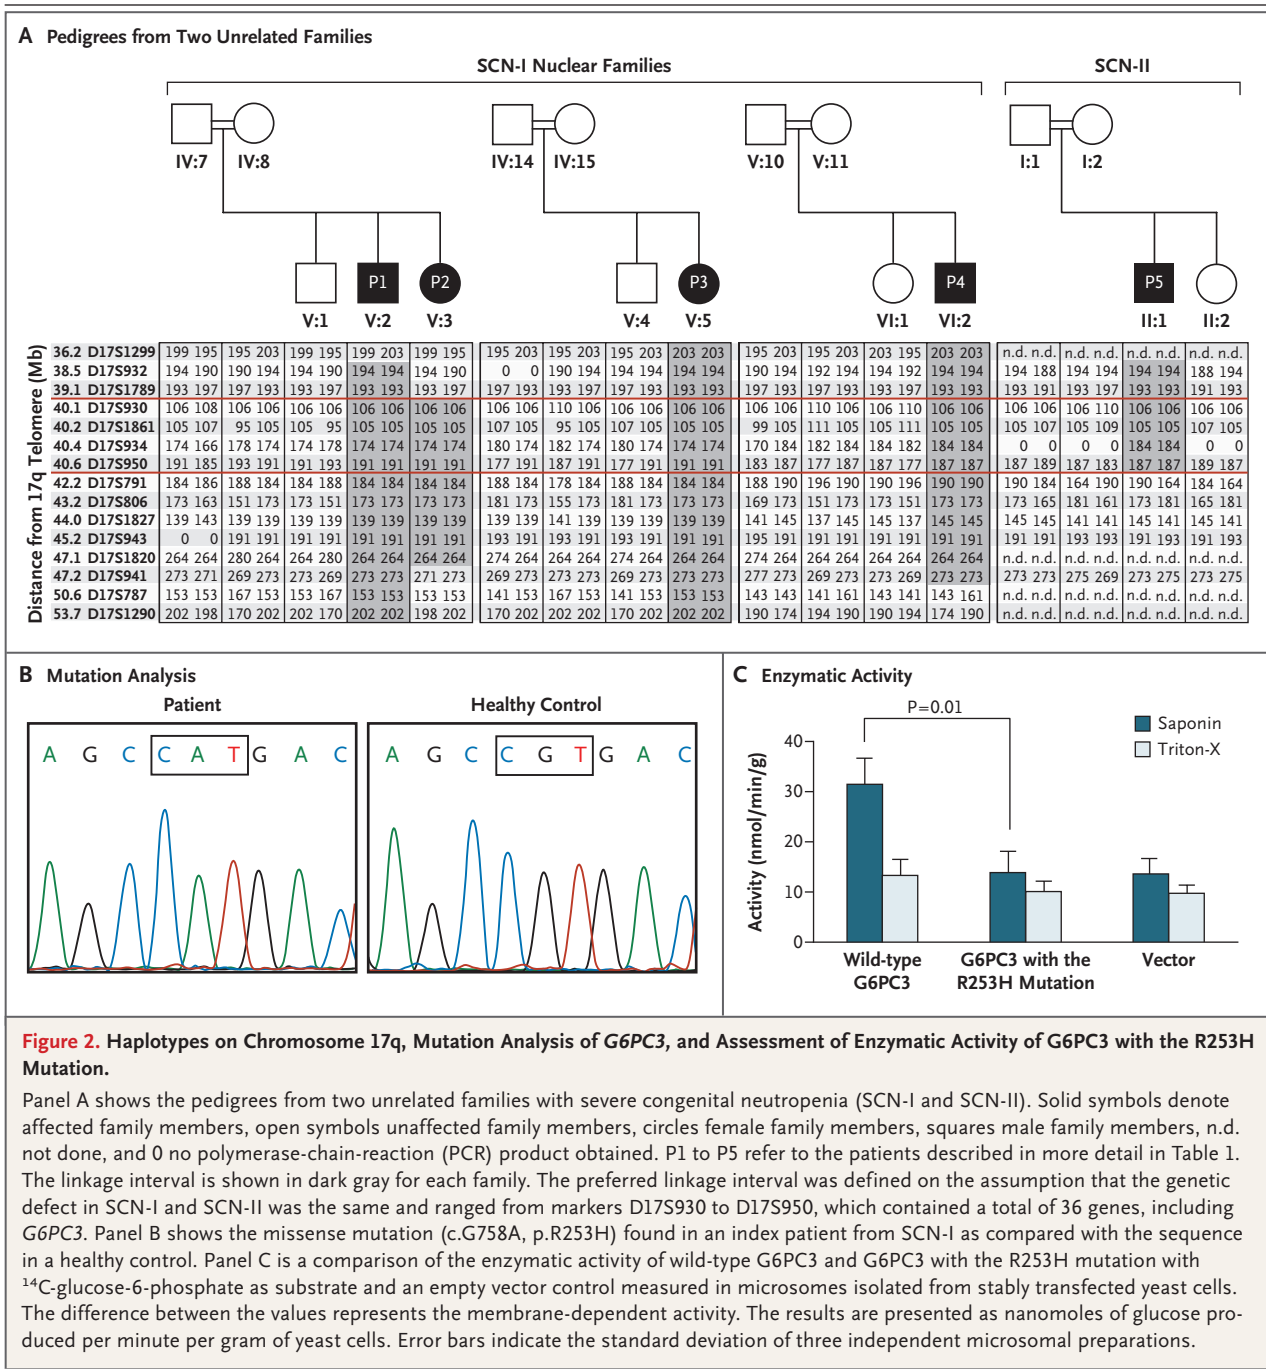 A Pedigrees from Two Unrelated Families
SCN-I Nuclear Families SCN-II
IV:7 IV:8 IV:14 IV:15 V:10 V:11 I:1 I:2
P1 P2 P3 P4 P5
V:1 V:2 V:3 V:4 V:5 VI:1 VI:2 II:1 II:2
Distance from 17q Telomere (Mb)
36.2 D17S1299 199 195 195 203 199 195 199 203 199 195 195 203 195 203 195 203 203 203 195 203 195 203 203 195 203 203 n.d. n.d. n.d. n.d. n.d. n.d. n.d. n.d.
38.5 D17S932 194 190 190 194 194 190 194 194 194 190 0 0 190 194 194 194 194 194 190 194 192 194 194 192 194 194 194 188 194 194 194 194 188 194
39.1 D17S1789 193 197 197 193 193 197 193 193 193 197 197 193 193 193 197 193 193 193 197 193 197 193 193 197 193 193 193 191 193 197 193 193 191 193
40.1 D17S930 106 108 106 106 106 106 106 106 106 106 106 106 110 106 106 106 106 106 106 106 110 106 106 110 106 106 106 106 106 110 106 106 106 106
40.2 D17S1861 105 107 95 105 105 95 105 105 105 105 107 105 95 105 107 105 105 105 99 105 111 105 105 111 105 105 105 107 105 109 105 105 107 105
40.4 D17S934 174 166 178 174 174 178 174 174 174 174 180 174 182 174 180 174 174 174 170 184 182 184 184 182 184 184 0 0 0 0 184 184 0 0
40.6 D17S950 191 185 193 191 191 193 191 191 191 191 177 191 187 191 177 191 191 191 183 187 177 187 187 177 187 187 187 189 187 183 187 187 189 187
42.2 D17S791 184 186 188 184 184 188 184 184 184 184 188 184 178 184 188 184 184 184 188 190 196 190 190 196 190 190 190 184 164 190 190 164 184 164
43.2 D17S806 173 163 151 173 173 151 173 173 173 173 181 173 155 173 181 173 173 173 169 173 151 173 173 151 173 173 173 165 181 161 173 181 165 181
44.0 D17S1827 139 143 139 139 139 139 139 139 139 139 139 139 141 139 139 139 139 139 141 145 137 145 145 137 145 145 145 145 141 141 145 141 145 141
45.2 D17S943 0 0 191 191 191 191 191 191 191 191 193 191 193 191 193 191 191 191 195 191 191 191 191 191 191 191 191 191 193 193 191 193 191 193
47.1 D17S1820 264 264 280 264 264 280 264 264 264 264 274 264 264 264 274 264 264 264 274 264 264 264 264 264 264 264 n.d. n.d. n.d. n.d. n.d. n.d. n.d. n.d.
47.2 D17S941 273 271 269 273 273 269 273 273 271 273 269 273 273 273 269 273 273 273 277 273 269 273 273 269 273 273 273 273 275 269 273 275 273 275
50.6 D17S787 153 153 167 153 153 167 153 153 153 153 141 153 167 153 141 153 153 153 143 143 141 161 143 141 143 161 n.d. n.d. n.d. n.d. n.d. n.d. n.d. n.d.
53.7 D17S1290 202 198 170 202 202 170 202 202 198 202 170 202 202 202 170 202 202 202 190 174 194 190 190 194 174 190 n.d. n.d. n.d. n.d. n.d. n.d. n.d. n.d.
B Mutation Analysis
Patient Healthy Control
A G C C A T G A C A G C C G T G A C
C Enzymatic Activity
P=0.01
Saponin
Triton-X
Activity (nmol/min/g)
40
30
20
10
0
Wild-type G6PC3 with the Vector
G6PC3 R253H Mutation
Figure 2. Haplotypes on Chromosome 17q, Mutation Analysis of G6PC3, and Assessment of Enzymatic Activity of G6PC3 with the R253H
Mutation.
Panel A shows the pedigrees from two unrelated families with severe congenital neutropenia (SCN-I and SCN-II). Solid symbols denote
affected family members, open symbols unaffected family members, circles female family members, squares male family members, n.d.
not done, and 0 no polymerase-chain-reaction (PCR) product obtained. P1 to P5 refer to the patients described in more detail in Table 1.
The linkage interval is shown in dark gray for each family. The preferred linkage interval was defined on the assumption that the genetic
defect in SCN-I and SCN-II was the same and ranged from markers D17S930 to D17S950, which contained a total of 36 genes, including
G6PC3. Panel B shows the missense mutation (c.G758A, p.R253H) found in an index patient from SCN-I as compared with the sequence
in a healthy control. Panel C is a comparison of the enzymatic activity of wild-type G6PC3 and G6PC3 with the R253H mutation with
¹⁴C-glucose-6-phosphate as substrate and an empty vector control measured in microsomes isolated from stably transfected yeast cells.
The difference between the values represents the membrane-dependent activity. The results are presented as nanomoles of glucose pro-
duced per minute per gram of yeast cells. Error bars indicate the standard deviation of three independent microsomal preparations.